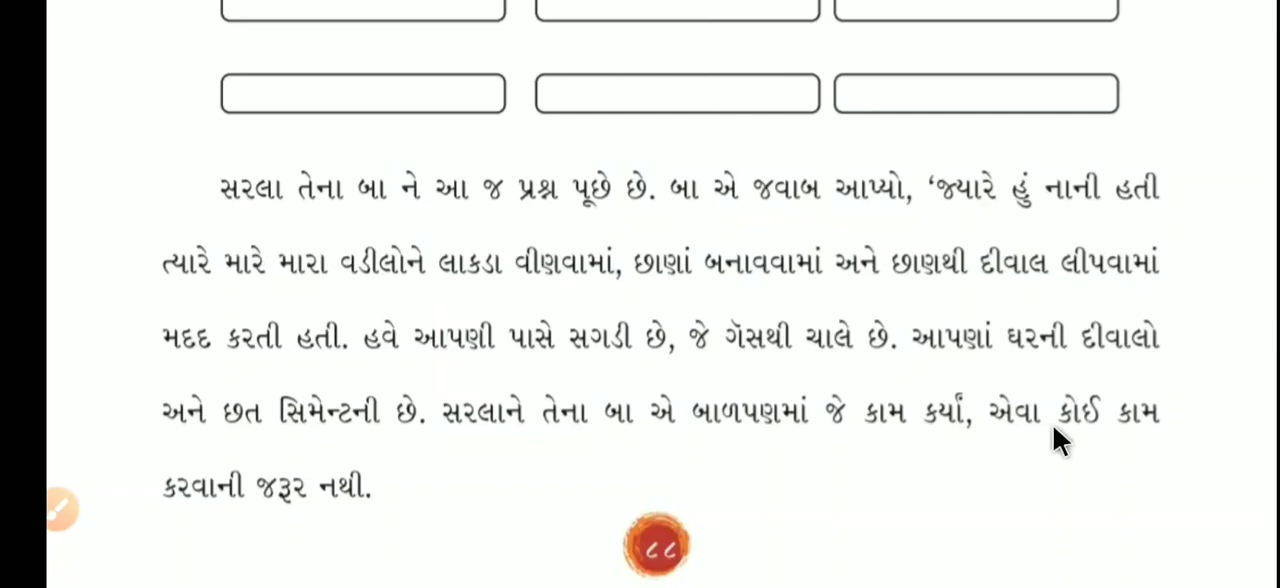 સરલા તેના બા ને આ જ પ્રશ્ન પૂછે છે. બા એ જવાબ આપ્યો, ‘જ્યારે હું નાની હતી
ત્યારે મારે મારા વડીલોને લાકડા વીણવામાં, છાણાં બનાવવામાં અને છાણથી દીવાલ લીપવામાં
મદદ કરતી હતી. હવે આપણી પાસે સગડી છે, જે ગૅસથી ચાલે છે. આપણાં ઘરની દીવાલો
અને છત સિમેન્ટની છે. સરલાને તેના બા એ બાળપણમાં જે કામ કર્યાં, એવા કોઈ કામ
કરવાની જરૂર નથી.
૮૮